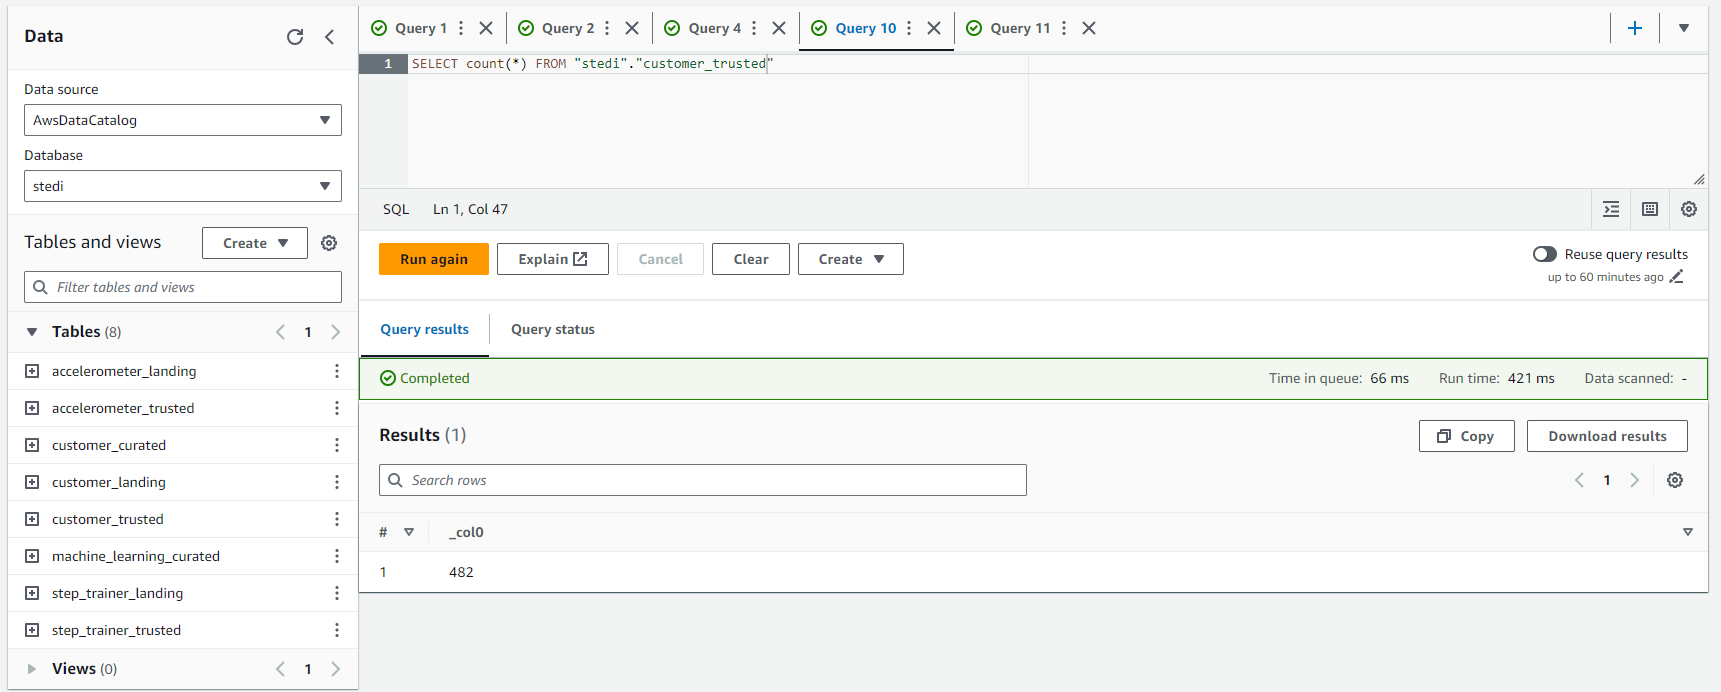 Data
Data source
AwsDataCatalog
Database
stedi
Tables and views
Create
Filter tables and views
Tables (8)
1
accelerometer_landing
accelerometer_trusted
customer_curated
customer_landing
customer_trusted
machine_learning_curated
step_trainer_landing
step_trainer_trusted
Views (0)
1
Query 1
Query 2
Query 4
Query 10
Query 11
1 SELECT count(*) FROM "stedi"."customer_trusted"
SQL Ln 1, Col 47
Run again
Explain
Cancel
Clear
Create
Reuse query results
up to 60 minutes ago
Query results
Query status
Completed
Time in queue: 66 ms Run time: 421 ms Data scanned: -
Results (1)
Copy
Download results
Search rows
1
# _col0
1 482